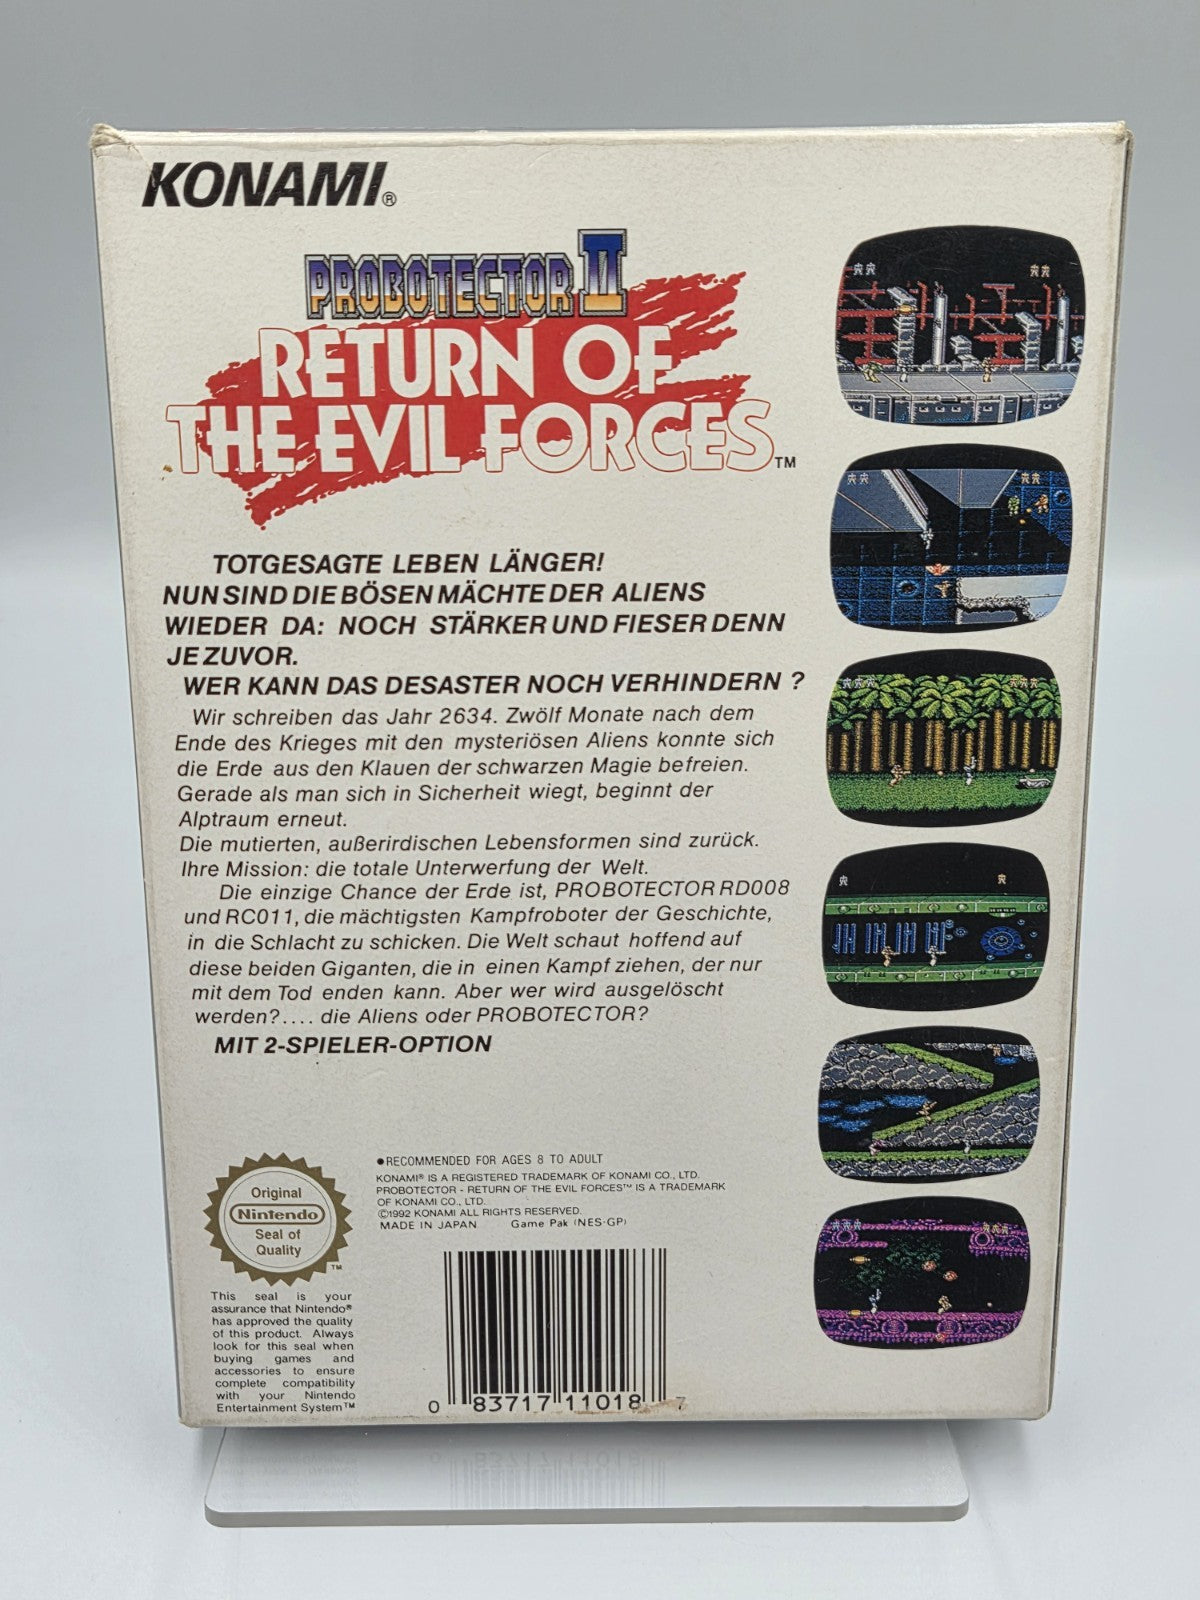 KONAMI®
PROBOTECTOR II
RETURN OF
THE EVIL FORCES™
TOTGESAGTE LEBEN LÄNGER!
NUN SIND DIE BÖSEN MÄCHTE DER ALIENS
WIEDER DA: NOCH STÄRKER UND FIESER DENN
JE ZUVOR.
WER KANN DAS DESASTER NOCH VERHINDERN ?
Wir schreiben das Jahr 2634. Zwölf Monate nach dem
Ende des Krieges mit den mysteriösen Aliens konnte sich
die Erde aus den Klauen der schwarzen Magie befreien.
Gerade als man sich in Sicherheit wiegt, beginnt der
Alptraum erneut.
Die mutierten, außerirdischen Lebensformen sind zurück.
Ihre Mission: die totale Unterwerfung der Welt.
Die einzige Chance der Erde ist, PROBOTECTOR RD008
und RC011, die mächtigsten Kampfroboter der Geschichte,
in die Schlacht zu schicken. Die Welt schaut hoffend auf
diese beiden Giganten, die in einen Kampf ziehen, der nur
mit dem Tod enden kann. Aber wer wird ausgelöscht
werden?.... die Aliens oder PROBOTECTOR?
MIT 2-SPIELER-OPTION
●RECOMMENDED FOR AGES 8 TO ADULT
KONAMI® IS A REGISTERED TRADEMARK OF KONAMI CO., LTD.
PROBOTECTOR - RETURN OF THE EVIL FORCES™ IS A TRADEMARK
OF KONAMI CO., LTD.
©1992 KONAMI ALL RIGHTS RESERVED.
MADE IN JAPAN Game Pak (NES-GP)
Original
Nintendo
Seal of
Quality
TM
This seal is your
assurance that Nintendo®
has approved the quality
of this product. Always
look for this seal when
buying games and
accessories to ensure
complete compatibility
with your Nintendo
Entertainment System™
0 83717 11018 7